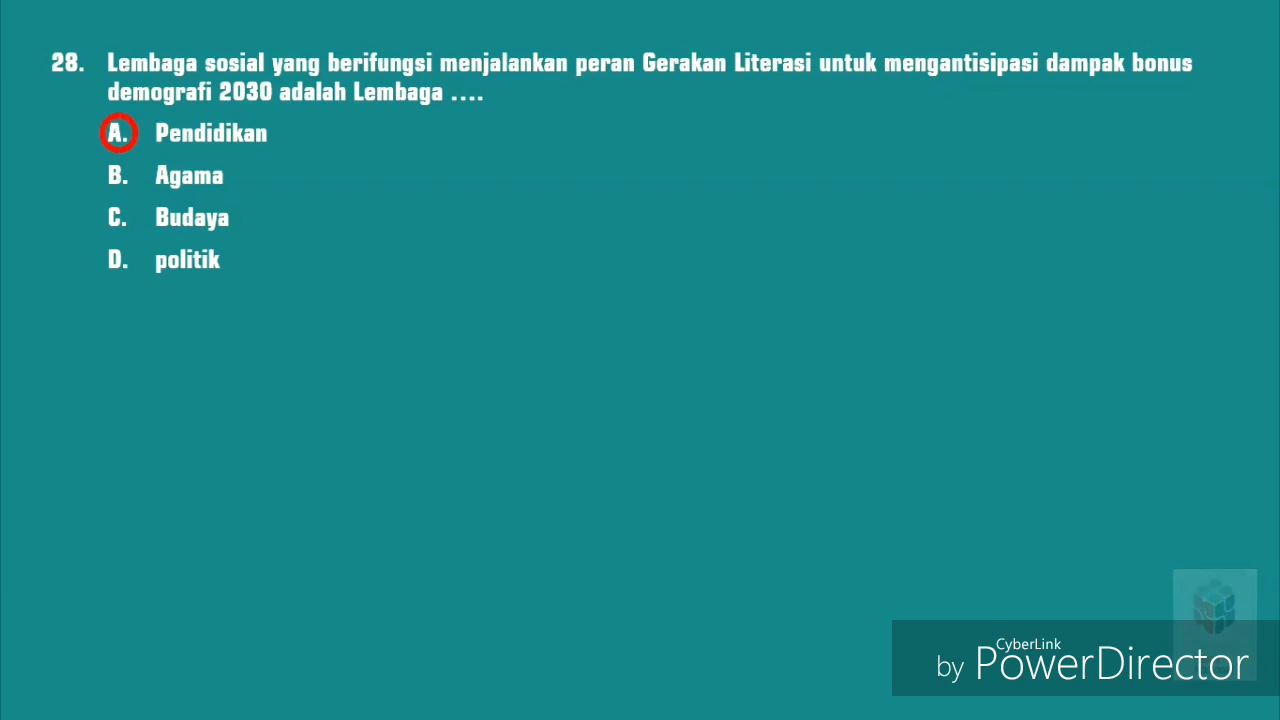 28. Lembaga sosial yang berifungsi menjalankan peran Gerakan Literasi untuk mengantisipasi dampak bonus
demografi 2030 adalah Lembaga ....
A. Pendidikan
B. Agama
C. Budaya
D. politik
CyberLink
by PowerDirector